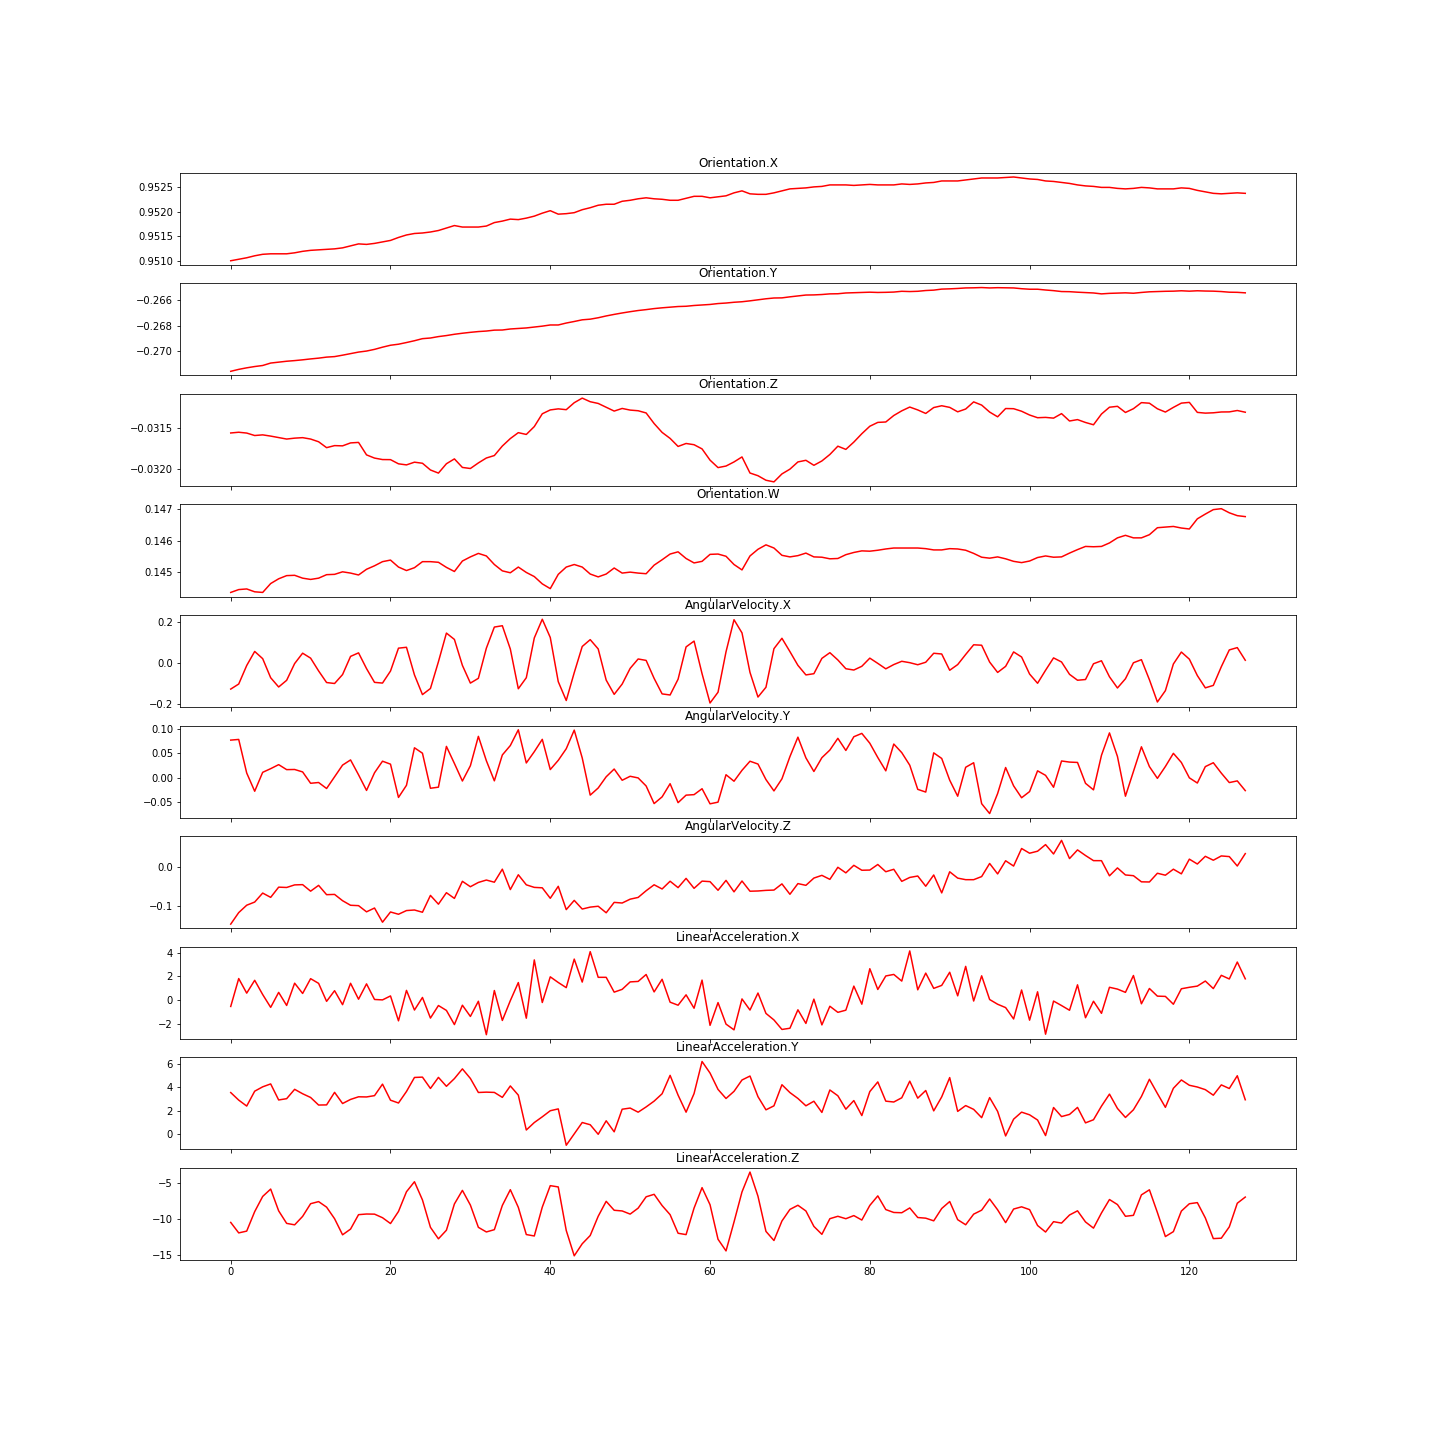 Orientation.X
0.9525
0.9520
0.9515
0.9510
Orientation.Y
−0.266
−0.268
−0.270
Orientation.Z
−0.0315
−0.0320
Orientation.W
0.147
0.146
0.145
AngularVelocity.X
0.2
0.0
−0.2
AngularVelocity.Y
0.10
0.05
0.00
−0.05
AngularVelocity.Z
0.0
−0.1
LinearAcceleration.X
4
2
0
−2
LinearAcceleration.Y
6
4
2
0
LinearAcceleration.Z
−5
−10
−15
0 20 40 60 80 100 120